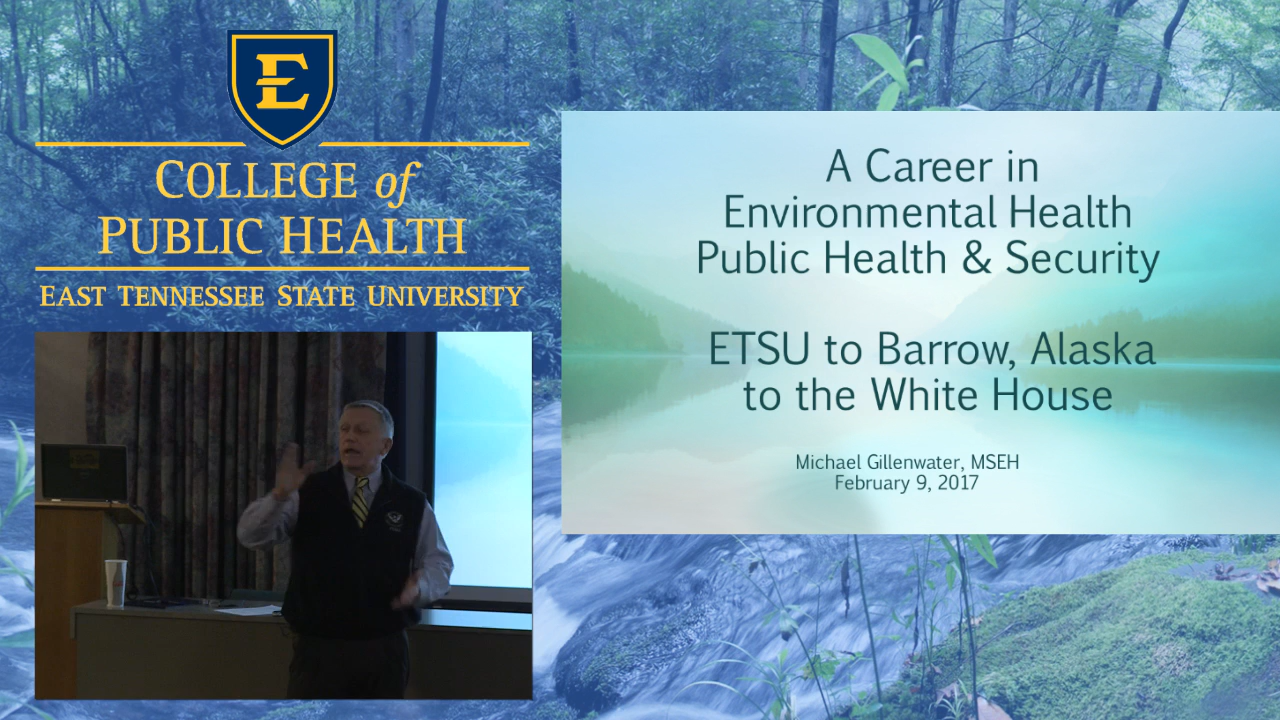 E
COLLEGE of
PUBLIC HEALTH
EAST TENNESSEE STATE UNIVERSITY
A Career in
Environmental Health
Public Health & Security
ETSU to Barrow, Alaska
to the White House
Michael Gillenwater, MSEH
February 9, 2017